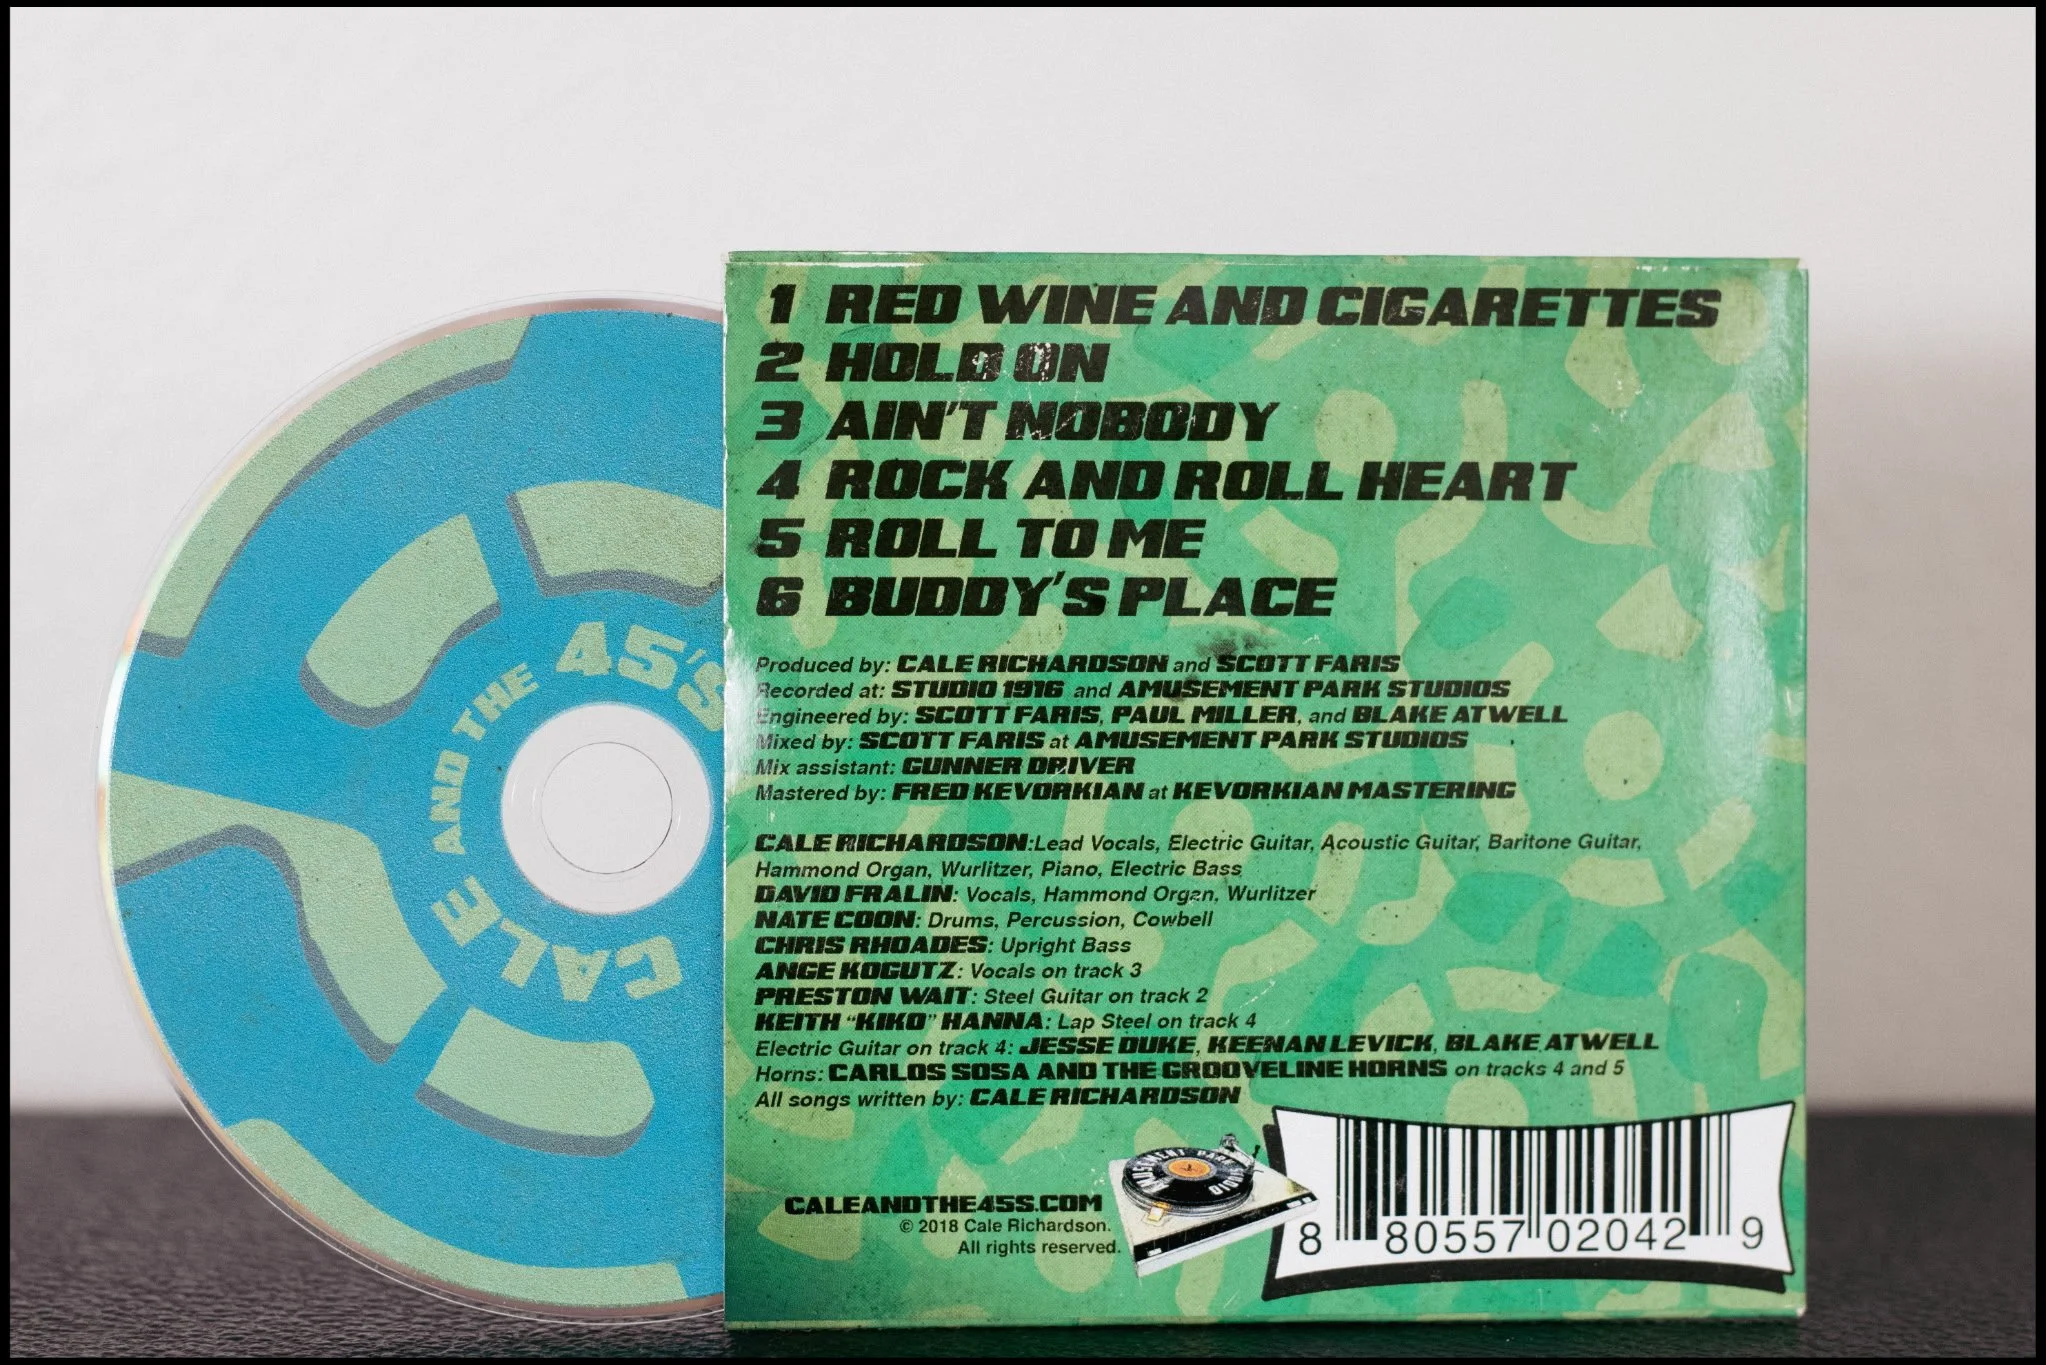 1 RED WINE AND CIGARETTES
2 HOLD ON
3 AIN'T NOBODY
4 ROCK AND ROLL HEART
5 ROLL TO ME
6 BUDDY'S PLACE
Produced by: CALE RICHARDSON and SCOTT FARIS
Recorded at: STUDIO 1916 and AMUSEMENT PARK STUDIOS
Engineered by: SCOTT FARIS, PAUL MILLER, and BLAKE ATWELL
Mixed by: SCOTT FARIS at AMUSEMENT PARK STUDIOS
Mix assistant: GUNNER DRIVER
Mastered by: FRED KEVORKIAN at KEVORKIAN MASTERING
CALE RICHARDSON:Lead Vocals, Electric Guitar, Acoustic Guitar, Baritone Guitar,
Hammond Organ, Wurlitzer, Piano, Electric Bass
DAVID FRALIN: Vocals, Hammond Organ, Wurlitzer
NATE COON: Drums, Percussion, Cowbell
CHRIS RHOADES: Upright Bass
ANGE KOGUTZ: Vocals on track 3
PRESTON WAIT: Steel Guitar on track 2
KEITH "KIKO" HANNA: Lap Steel on track 4
Electric Guitar on track 4: JESSE DUKE, KEENAN LEVICK, BLAKE ATWELL
Horns: CARLOS SOSA AND THE GROOVELINE HORNS on tracks 4 and 5
All songs written by: CALE RICHARDSON
CALEANDTHE45S.COM
© 2018 Cale Richardson.
All rights reserved.
AMUSEMENT PARK STUDIO
8 80557 02042 9
CALE AND THE 45'S